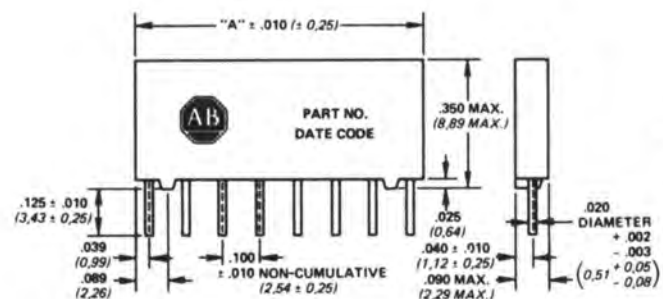 "A" ± .010 (± 0,25)
AB
PART NO.
DATE CODE
.350 MAX.
(8,89 MAX.)
.125 ± .010
(3,43 ± 0,25)
.025
(0,64)
.020
DIAMETER
+ .002
- .003
(0,51 + 0,05
- 0,08)
.039
(0,99)
.100
± .010 NON-CUMULATIVE
(2,54 ± 0,25)
.040 ± .010
(1,12 ± 0,25)
.089
(2,26)
.090 MAX.
(2,29 MAX.)